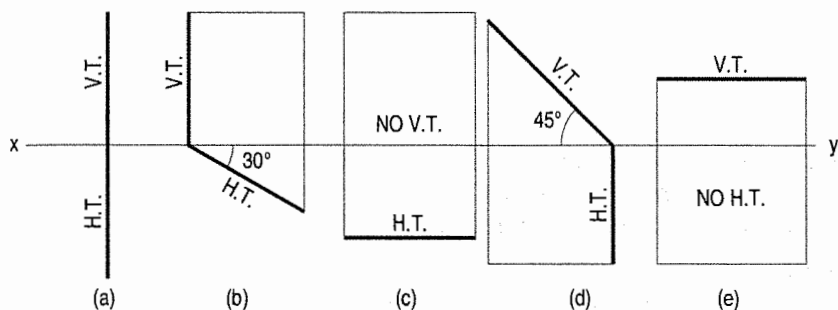 V.T.
H.T.
(a)
V.T.
30°
H.T.
(b)
NO V.T.
H.T.
(c)
V.T.
45°
H.T.
(d)
V.T.
NO H.T.
(e)
x
y